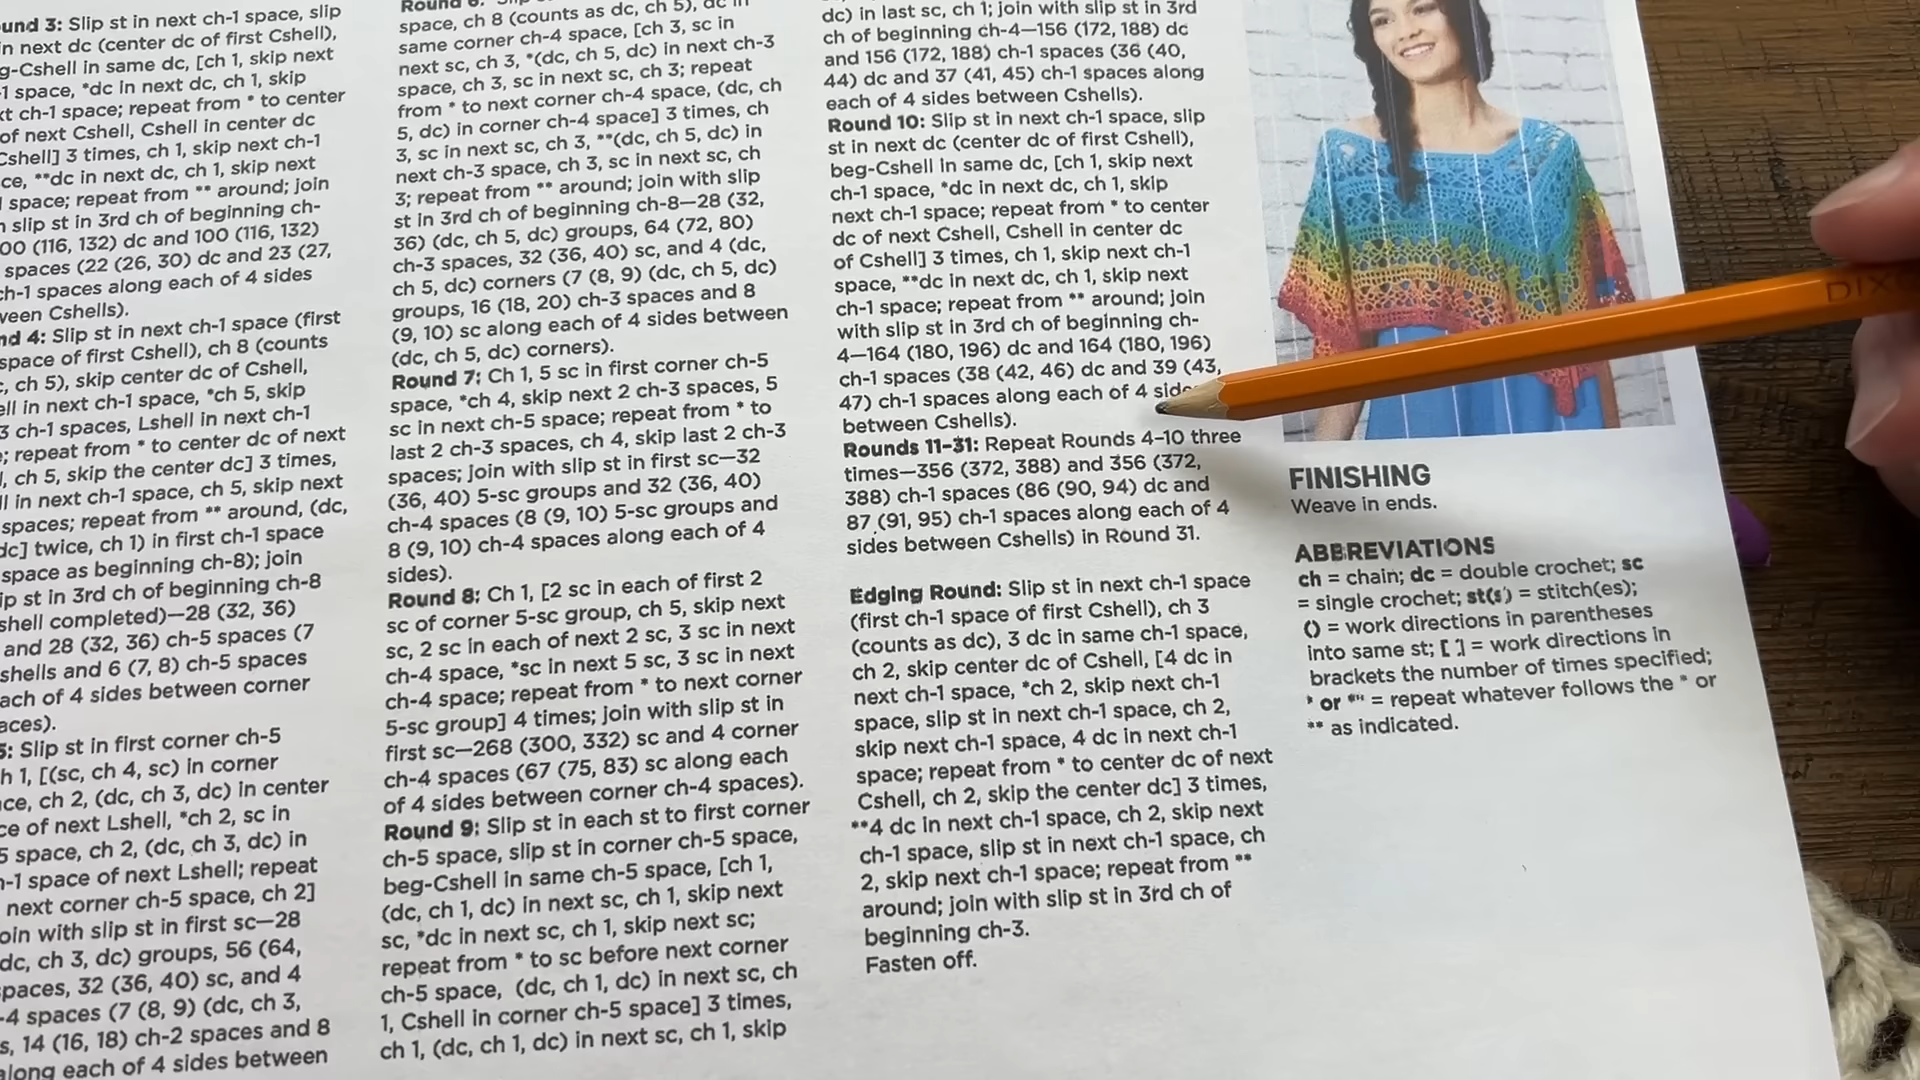 und 3: Slip st in next ch-1 space, slip
in next dc (center dc of first Cshell),
g-Cshell in same dc, [ch 1, skip next
-1 space, *dc in next dc, ch 1, skip
xt ch-1 space; repeat from * to center
of next Cshell, Cshell in center dc
Cshell] 3 times, ch 1, skip next ch-1
ce, **dc in next dc, ch 1, skip next
space; repeat from ** around; join
slip st in 3rd ch of beginning ch-
00 (116, 132) dc and 100 (116, 132)
spaces (22 (26, 30) dc and 23 (27,
ch-1 spaces along each of 4 sides
ween Cshells).
nd 4: Slip st in next ch-1 space (first
space of first Cshell), ch 8 (counts
, ch 5), skip center dc of Cshell,
ell in next ch-1 space, *ch 5, skip
3 ch-1 spaces, Lshell in next ch-1
; repeat from * to center dc of next
, ch 5, skip the center dc] 3 times,
ll in next ch-1 space, ch 5, skip next
spaces; repeat from ** around, (dc,
dc] twice, ch 1) in first ch-1 space
space as beginning ch-8); join
ip st in 3rd ch of beginning ch-8
shell completed)—28 (32, 36)
and 28 (32, 36) ch-5 spaces (7
shells and 6 (7, 8) ch-5 spaces
each of 4 sides between corner
aces).
5: Slip st in first corner ch-5
h 1, [(sc, ch 4, sc) in corner
ce, ch 2, (dc, ch 3, dc) in center
ce of next Lshell, *ch 2, sc in
5 space, ch 2, (dc, ch 3, dc) in
-1 space of next Lshell; repeat
next corner ch-5 space, ch 2]
oin with slip st in first sc—28
dc, ch 3, dc) groups, 56 (64,
paces, 32 (36, 40) sc, and 4
-4 spaces (7 (8, 9) (dc, ch 3,
s, 14 (16, 18) ch-2 spaces and 8
along each of 4 sides between
Round
space, ch 8 (counts as dc, ch 5), dc in
same corner ch-4 space, [ch 3, sc in
next sc, ch 3, *(dc, ch 5, dc) in next ch-3
space, ch 3, sc in next sc, ch 3; repeat
from * to next corner ch-4 space, (dc, ch
5, dc) in corner ch-4 space] 3 times, ch
3, sc in next sc, ch 3, **(dc, ch 5, dc) in
next ch-3 space, ch 3, sc in next sc, ch
3; repeat from ** around; join with slip
st in 3rd ch of beginning ch-8—28 (32,
36) (dc, ch 5, dc) groups, 64 (72, 80)
ch-3 spaces, 32 (36, 40) sc, and 4 (dc,
ch 5, dc) corners (7 (8, 9) (dc, ch 5, dc)
groups, 16 (18, 20) ch-3 spaces and 8
(9, 10) sc along each of 4 sides between
(dc, ch 5, dc) corners).
Round 7: Ch 1, 5 sc in first corner ch-5
space, *ch 4, skip next 2 ch-3 spaces, 5
sc in next ch-5 space; repeat from * to
last 2 ch-3 spaces, ch 4, skip last 2 ch-3
spaces; join with slip st in first sc—32
(36, 40) 5-sc groups and 32 (36, 40)
ch-4 spaces (8 (9, 10) 5-sc groups and
8 (9, 10) ch-4 spaces along each of 4
sides).
Round 8: Ch 1, [2 sc in each of first 2
sc of corner 5-sc group, ch 5, skip next
sc, 2 sc in each of next 2 sc, 3 sc in next
ch-4 space, *sc in next 5 sc, 3 sc in next
ch-4 space; repeat from * to next corner
5-sc group] 4 times; join with slip st in
first sc—268 (300, 332) sc and 4 corner
ch-4 spaces (67 (75, 83) sc along each
of 4 sides between corner ch-4 spaces).
Round 9: Slip st in each st to first corner
ch-5 space, slip st in corner ch-5 space,
beg-Cshell in same ch-5 space, [ch 1,
(dc, ch 1, dc) in next sc, ch 1, skip next
sc, *dc in next sc, ch 1, skip next sc;
repeat from * to sc before next corner
ch-5 space, (dc, ch 1, dc) in next sc, ch
1, Cshell in corner ch-5 space] 3 times,
ch 1, (dc, ch 1, dc) in next sc, ch 1, skip
dc) in last sc, ch 1; join with slip st in 3rd
ch of beginning ch-4—156 (172, 188) dc
and 156 (172, 188) ch-1 spaces (36 (40,
44) dc and 37 (41, 45) ch-1 spaces along
each of 4 sides between Cshells).
Round 10: Slip st in next ch-1 space, slip
st in next dc (center dc of first Cshell),
beg-Cshell in same dc, [ch 1, skip next
ch-1 space, *dc in next dc, ch 1, skip
next ch-1 space; repeat from * to center
dc of next Cshell, Cshell in center dc
of Cshell] 3 times, ch 1, skip next ch-1
space, **dc in next dc, ch 1, skip next
ch-1 space; repeat from ** around; join
with slip st in 3rd ch of beginning ch-
4—164 (180, 196) dc and 164 (180, 196)
ch-1 spaces (38 (42, 46) dc and 39 (43,
47) ch-1 spaces along each of 4 side
between Cshells).
Rounds 11-31: Repeat Rounds 4-10 three
times—356 (372, 388) and 356 (372,
388) ch-1 spaces (86 (90, 94) dc and
87 (91, 95) ch-1 spaces along each of 4
sides between Cshells) in Round 31.
Edging Round: Slip st in next ch-1 space
(first ch-1 space of first Cshell), ch 3
(counts as dc), 3 dc in same ch-1 space,
ch 2, skip center dc of Cshell, [4 dc in
next ch-1 space, *ch 2, skip next ch-1
space, slip st in next ch-1 space, ch 2,
skip next ch-1 space, 4 dc in next ch-1
space; repeat from * to center dc of next
Cshell, ch 2, skip the center dc] 3 times,
**4 dc in next ch-1 space, ch 2, skip next
ch-1 space, slip st in next ch-1 space, ch
2, skip next ch-1 space; repeat from **
around; join with slip st in 3rd ch of
beginning ch-3.
Fasten off.
FINISHING
Weave in ends.
ABBREVIATIONS
ch = chain; dc = double crochet; sc
= single crochet; st(s) = stitch(es);
() = work directions in parentheses
into same st; [ ] = work directions in
brackets the number of times specified;
* or ** = repeat whatever follows the * or
** as indicated.
DIX